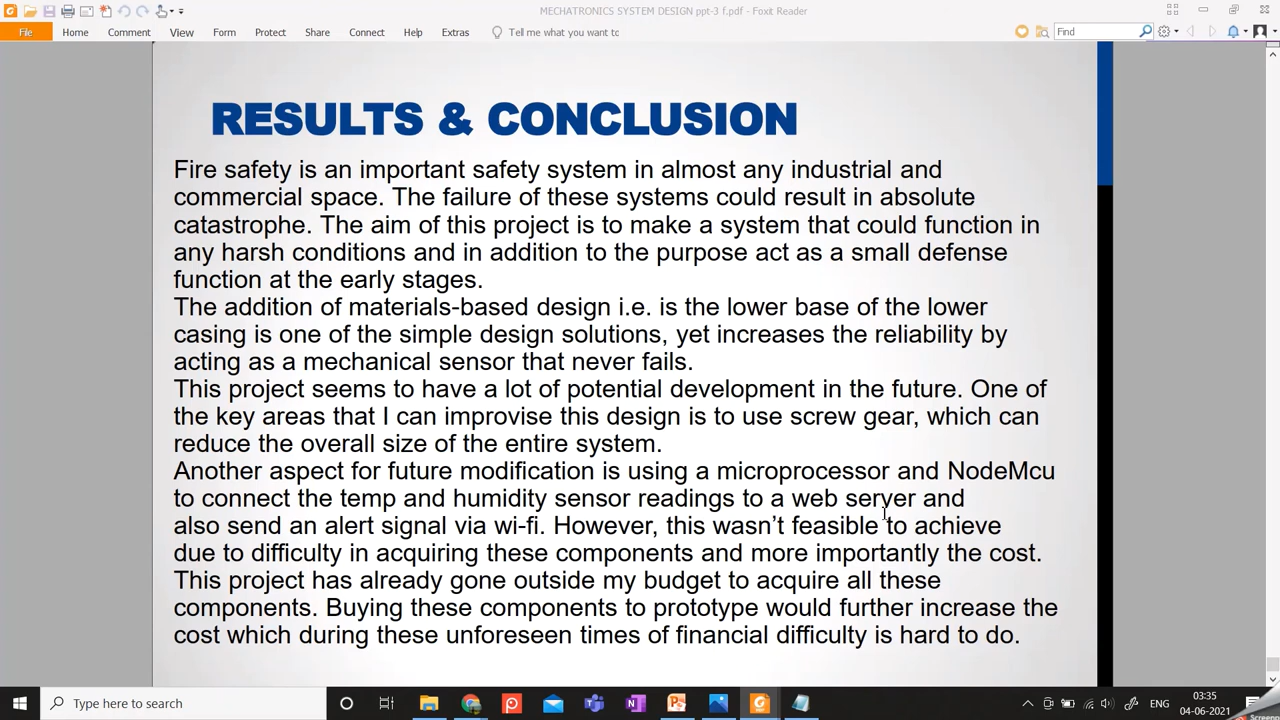 MECHATRONICS SYSTEM DESIGN ppt-3 f.pdf - Foxit Reader
File Home Comment View Form Protect Share Connect Help Extras Tell me what you want to Find
RESULTS & CONCLUSION
Fire safety is an important safety system in almost any industrial and
commercial space. The failure of these systems could result in absolute
catastrophe. The aim of this project is to make a system that could function in
any harsh conditions and in addition to the purpose act as a small defense
function at the early stages.
The addition of materials-based design i.e. is the lower base of the lower
casing is one of the simple design solutions, yet increases the reliability by
acting as a mechanical sensor that never fails.
This project seems to have a lot of potential development in the future. One of
the key areas that I can improvise this design is to use screw gear, which can
reduce the overall size of the entire system.
Another aspect for future modification is using a microprocessor and NodeMcu
to connect the temp and humidity sensor readings to a web server and
also send an alert signal via wi-fi. However, this wasn’t feasible to achieve
due to difficulty in acquiring these components and more importantly the cost.
This project has already gone outside my budget to acquire all these
components. Buying these components to prototype would further increase the
cost which during these unforeseen times of financial difficulty is hard to do.
Type here to search
ENG
03:35
04-06-2021